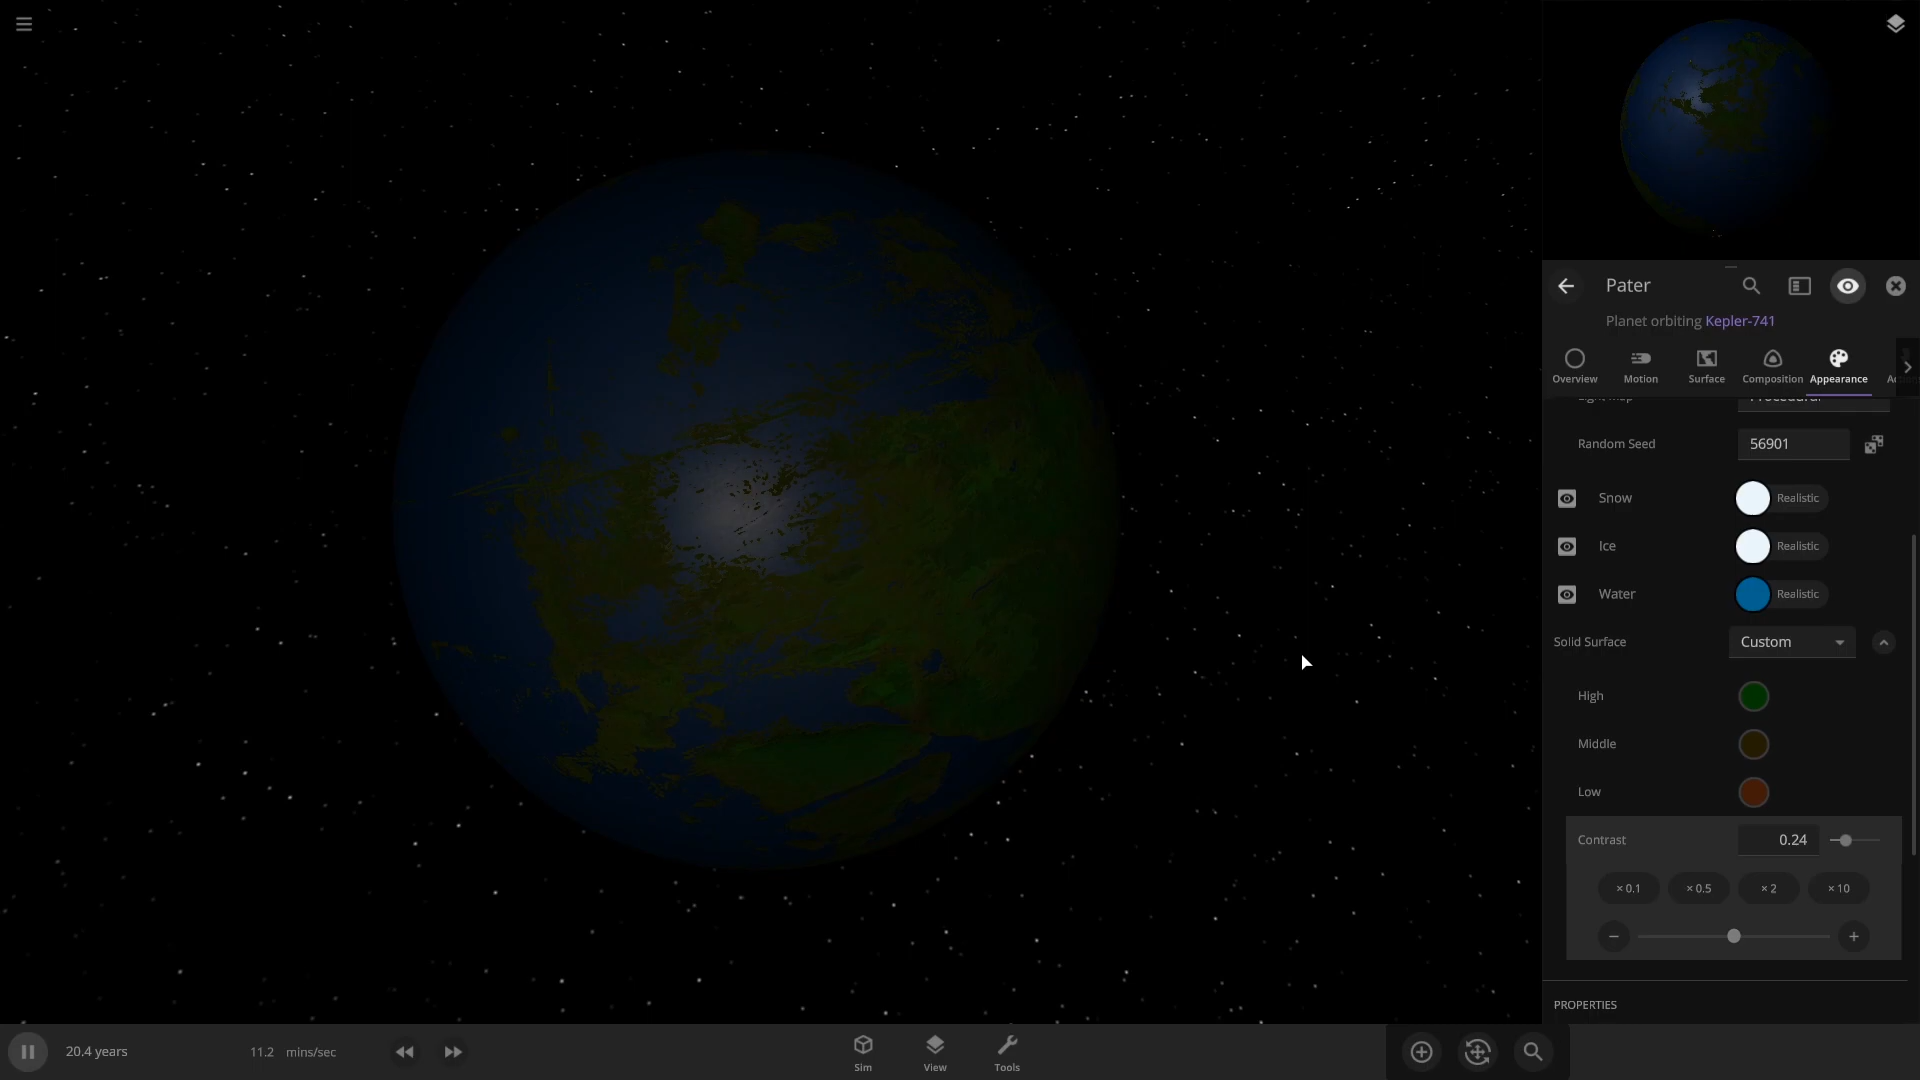 Pater
Planet orbiting Kepler-741
Overview
Motion
Surface
Composition
Appearance
Random Seed
56901
Snow
Realistic
Ice
Realistic
Water
Realistic
Solid Surface
Custom
High
Middle
Low
Contrast
0.24
× 0.1
× 0.5
× 2
× 10
PROPERTIES
20.4 years
11.2 mins/sec
Sim
View
Tools